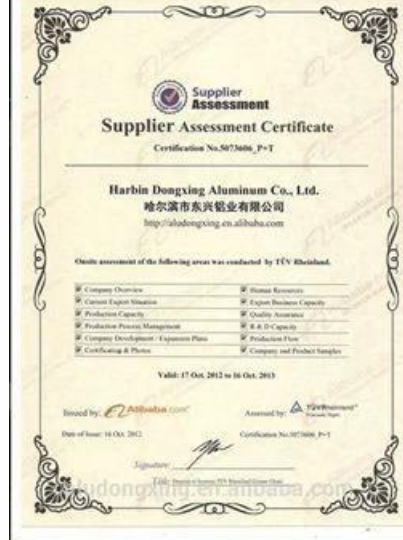 Supplier
Assessment
Supplier Assessment Certificate
Certification No.5073606_P+T
Harbin Dongxing Aluminum Co., Ltd.
哈尔滨市东兴铝业有限公司
http://aludongxing.en.alibaba.com
Onsite assessment of the following areas was conducted by TÜV Rheinland.
Company Overview
Human Resources
Current Export Situation
Export Business Capacity
Production Capacity
Quality Assurance
Production Process Management
R & D Capacity
Company Development / Expansion Plans
Production Flow
Certificating & Photos
Company and Product Samples
Valid: 17 Oct. 2012 to 16 Oct. 2013
Issued by: Alibaba.com
Assessed by: TÜVRheinland
Precisely Right.
Date of Issue: 16 Oct. 2012
Certification No.5073606_P+T
Signature:
Title:
aludongxing.en.alibaba.com